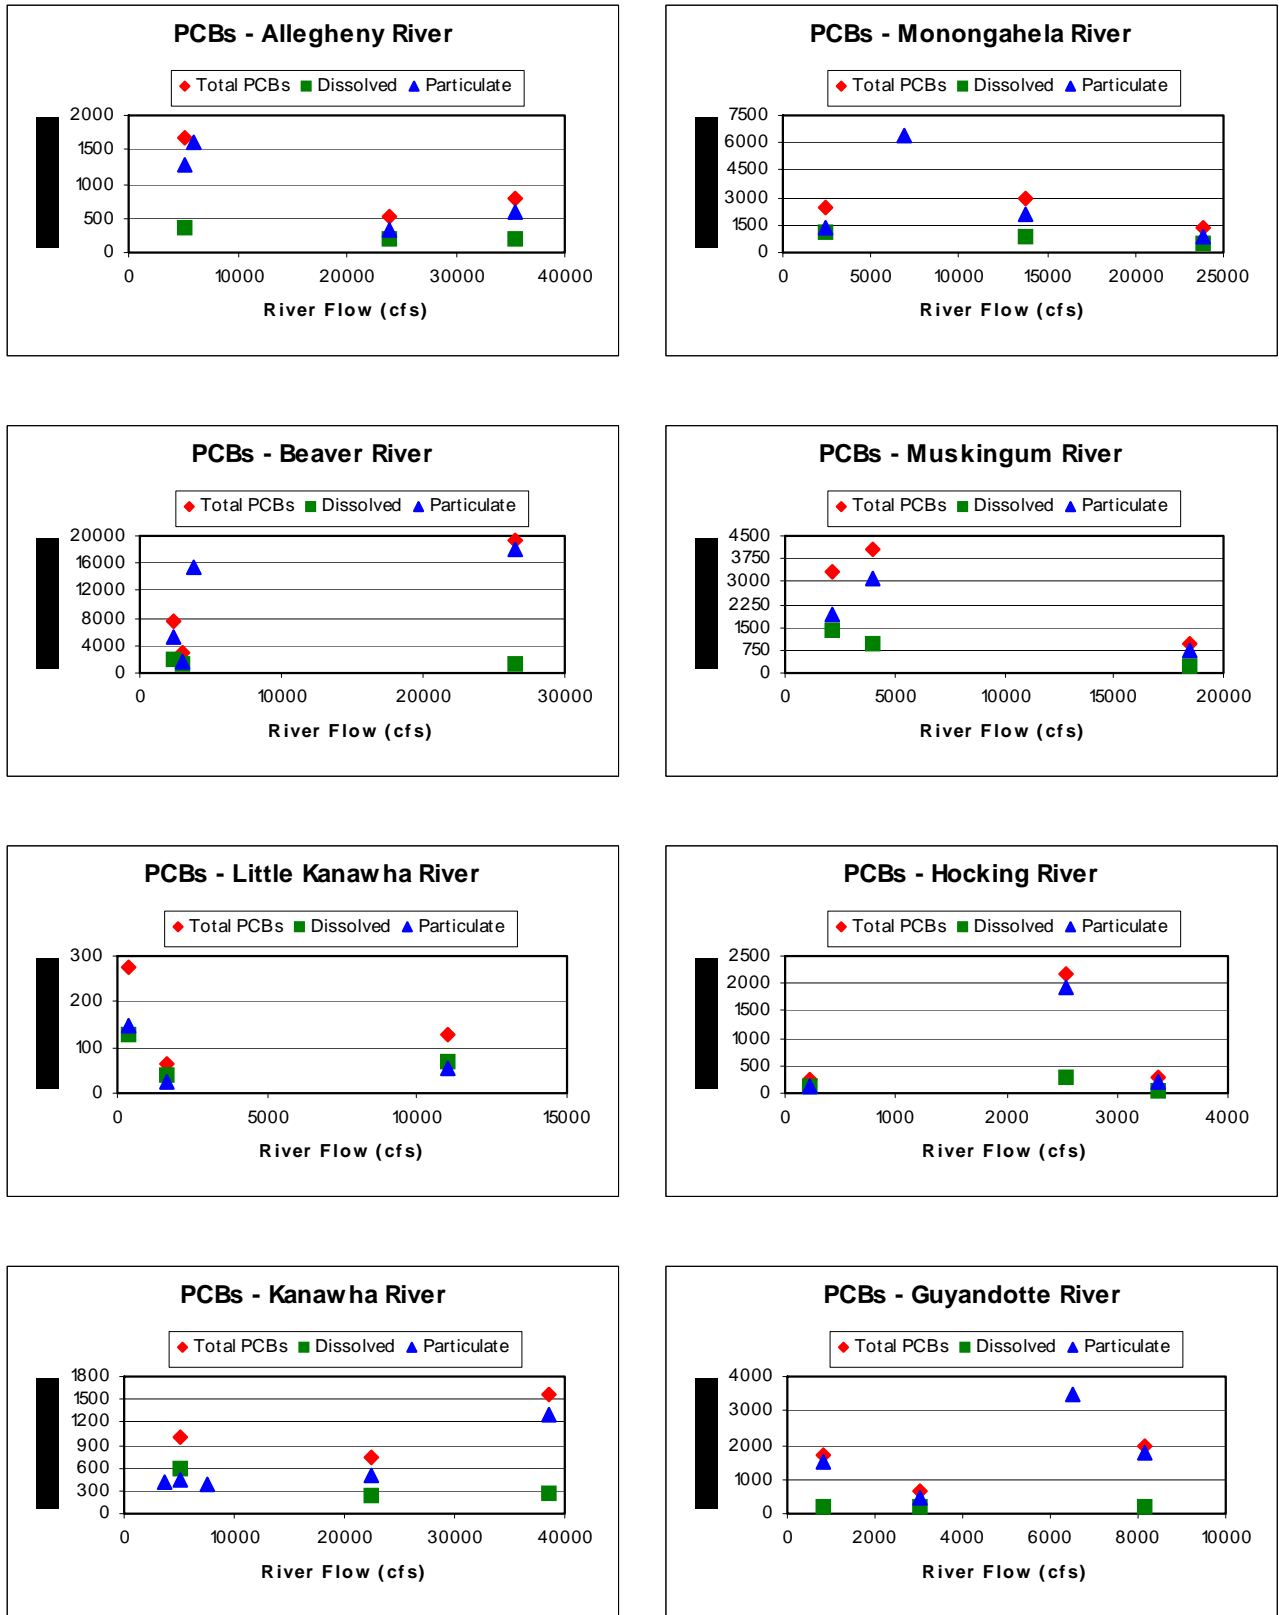 PCBs - Allegheny River
Total PCBs Dissolved Particulate
2000
1500
1000
500
0
0 10000 20000 30000 40000
River Flow (cfs)
PCBs - Monongahela River
Total PCBs Dissolved Particulate
7500
6000
4500
3000
1500
0
0 5000 10000 15000 20000 25000
River Flow (cfs)
PCBs - Beaver River
Total PCBs Dissolved Particulate
20000
16000
12000
8000
4000
0
0 10000 20000 30000
River Flow (cfs)
PCBs - Muskingum River
Total PCBs Dissolved Particulate
4500
3750
3000
2250
1500
750
0
0 5000 10000 15000 20000
River Flow (cfs)
PCBs - Little Kanawha River
Total PCBs Dissolved Particulate
300
200
100
0
0 5000 10000 15000
River Flow (cfs)
PCBs - Hocking River
Total PCBs Dissolved Particulate
2500
2000
1500
1000
500
0
0 1000 2000 3000 4000
River Flow (cfs)
PCBs - Kanawha River
Total PCBs Dissolved Particulate
1800
1500
1200
900
600
300
0
0 10000 20000 30000 40000
River Flow (cfs)
PCBs - Guyandotte River
Total PCBs Dissolved Particulate
4000
3000
2000
1000
0
0 2000 4000 6000 8000 10000
River Flow (cfs)